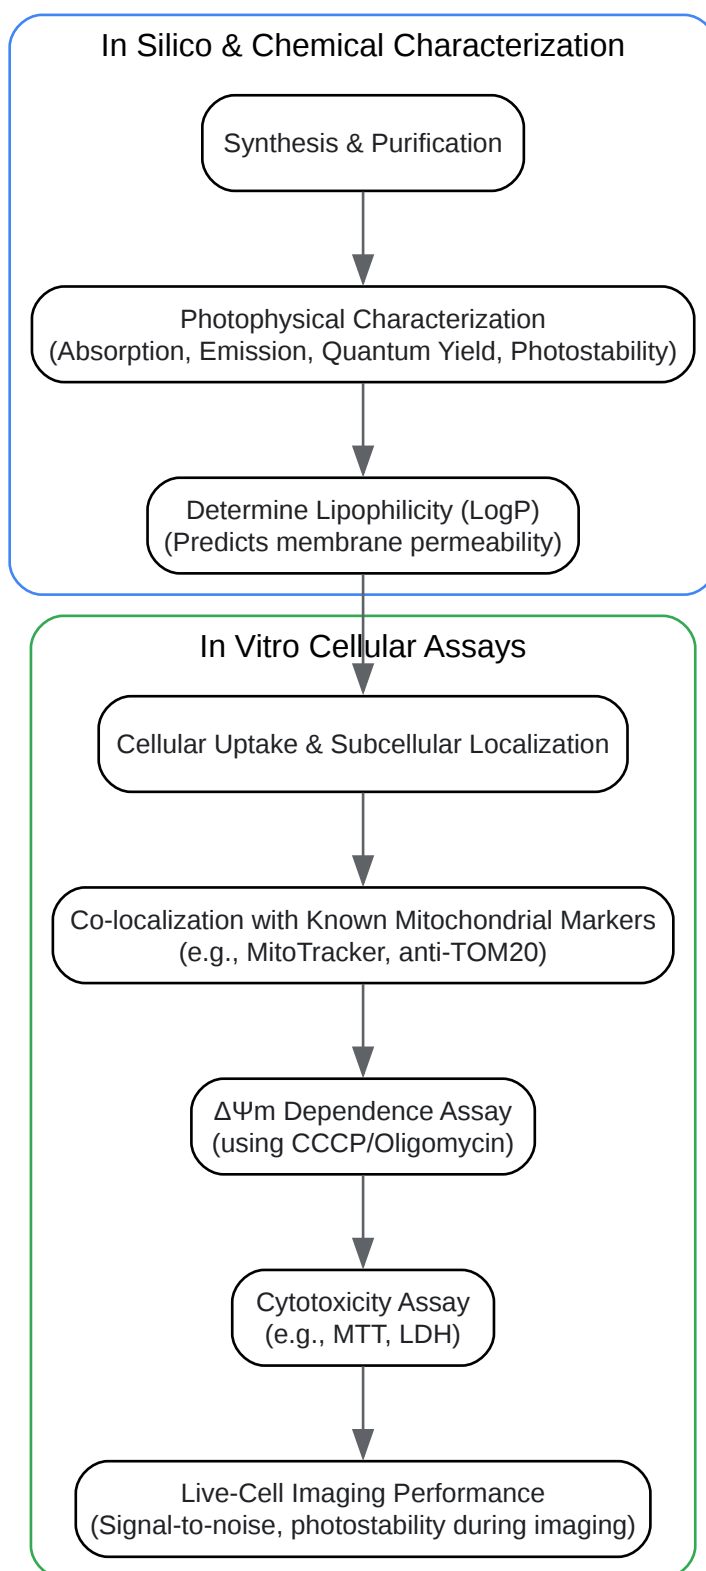 In Silico & Chemical Characterization
Synthesis & Purification
Photophysical Characterization
(Absorption, Emission, Quantum Yield, Photostability)
Determine Lipophilicity (LogP)
(Predicts membrane permeability)
In Vitro Cellular Assays
Cellular Uptake & Subcellular Localization
Co-localization with Known Mitochondrial Markers
(e.g., MitoTracker, anti-TOM20)
ΔΨm Dependence Assay
(using CCCP/Oligomycin)
Cytotoxicity Assay
(e.g., MTT, LDH)
Live-Cell Imaging Performance
(Signal-to-noise, photostability during imaging)